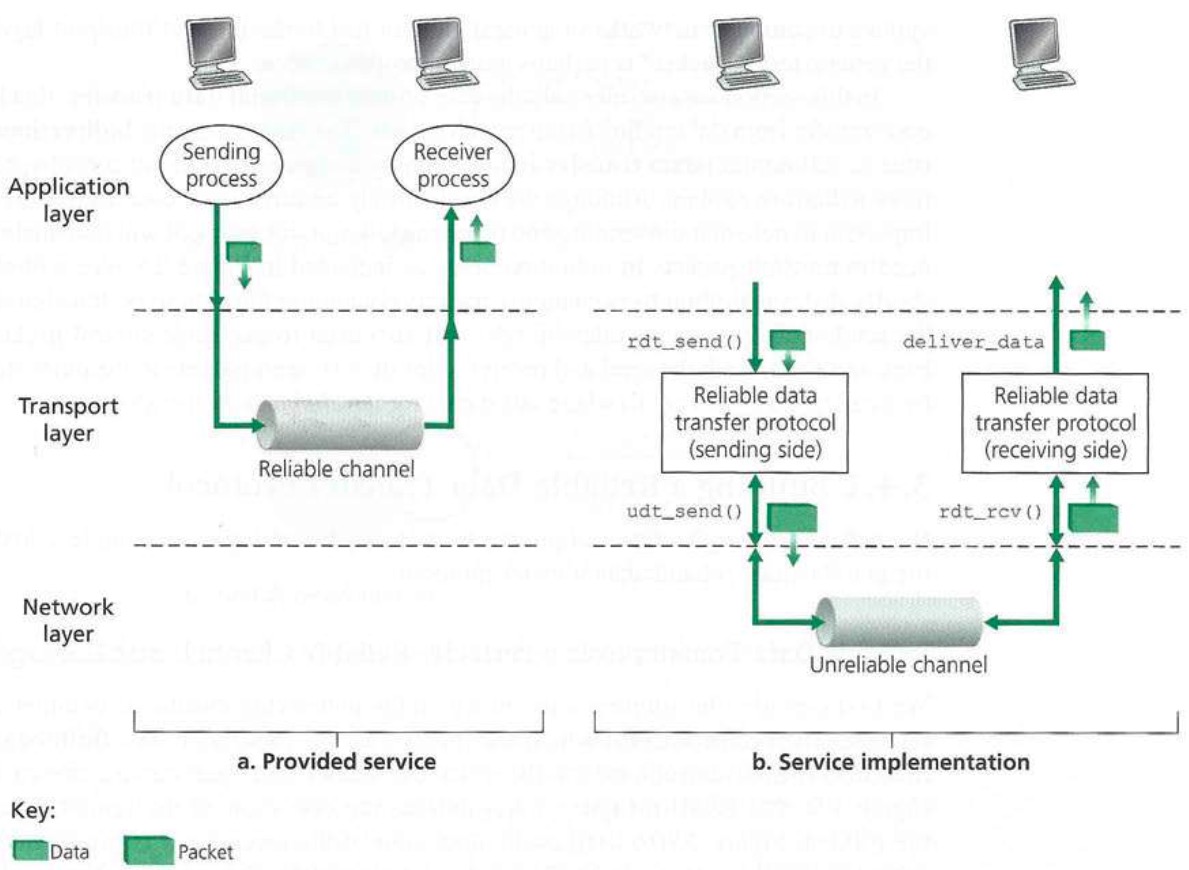 Sending
process
Receiver
process
Application
layer
rdt_send()
deliver_data
Transport
layer
Reliable data
transfer protocol
(sending side)
Reliable data
transfer protocol
(receiving side)
Reliable channel
udt_send()
rdt_rcv()
Network
layer
Unreliable channel
a. Provided service
b. Service implementation
Key:
Data
Packet